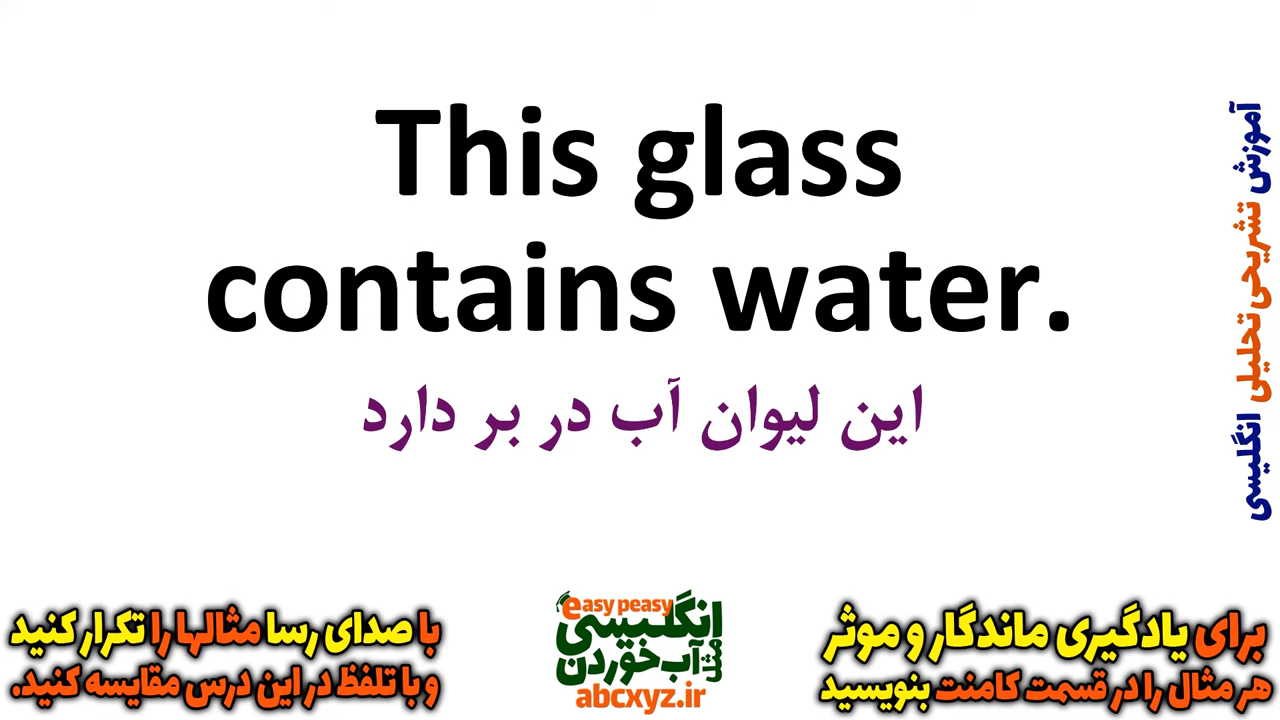 This glass
contains water.
این لیوان آب در بر دارد
آموزش تشریحی تحلیلی انگلیسی
برای یادگیری ماندگار و موثر
هر مثال را در قسمت کامنت بنویسید
easy peasy
انگلیسی
مثل آب خوردن
abcxyz.ir
با صدای رسا مثالها را تکرار کنید
و با تلفظ در این درس مقایسه کنید.